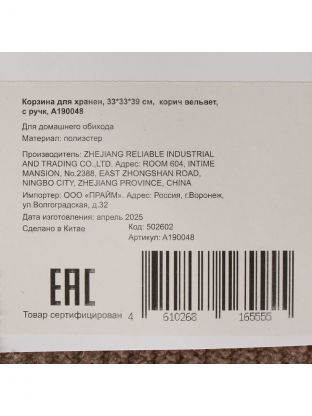 Корзина для хранен, 33*33*39 см, корич вельвет,
с ручк, A190048
Для домашнего обихода
Материал: полиэстер
Производитель: ZHEJIANG RELIABLE INDUSTRIAL
AND TRADING CO.,LTD. Адрес: ROOM 604, INTIME
MANSION, No.2388, EAST ZHONGSHAN ROAD,
NINGBO CITY, ZHEJIANG PROVINCE, CHINA
Импортер: ООО «ПРАЙМ». Адрес: Россия, г.Воронеж,
ул.Волгоградская, д.32
Дата изготовления: апрель 2025
Сделано в Китае
Код: 502602
Артикул: A190048
ЕАС
Товар сертифицирован
4 610268 165555